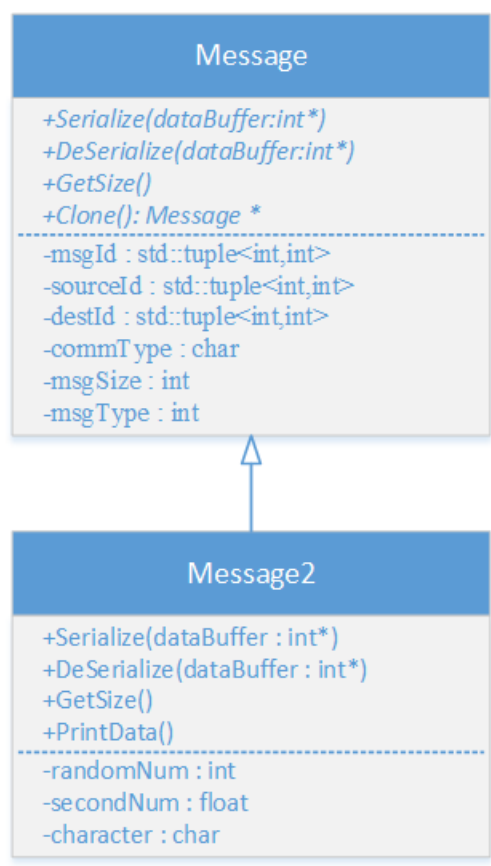 Message
+Serialize(dataBuffer:int*)
+DeSerialize(dataBuffer:int*)
+GetSize()
+Clone(): Message *
-msgId : std::tuple<int,int>
-sourceId : std::tuple<int,int>
-destId : std::tuple<int,int>
-commType : char
-msgSize : int
-msgType : int
Message2
+Serialize(dataBuffer : int*)
+DeSerialize(dataBuffer : int*)
+GetSize()
+PrintData()
-randomNum : int
-secondNum : float
-character : char